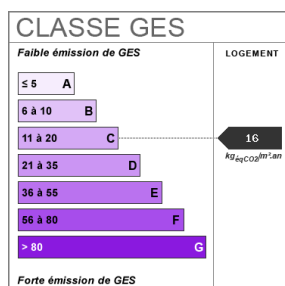 CLASSE GES
Faible émission de GES
LOGEMENT
≤ 5 A
6 à 10 B
11 à 20 C
16
kgéqCO2/m².an
21 à 35 D
36 à 55 E
56 à 80 F
> 80 G
Forte émission de GES